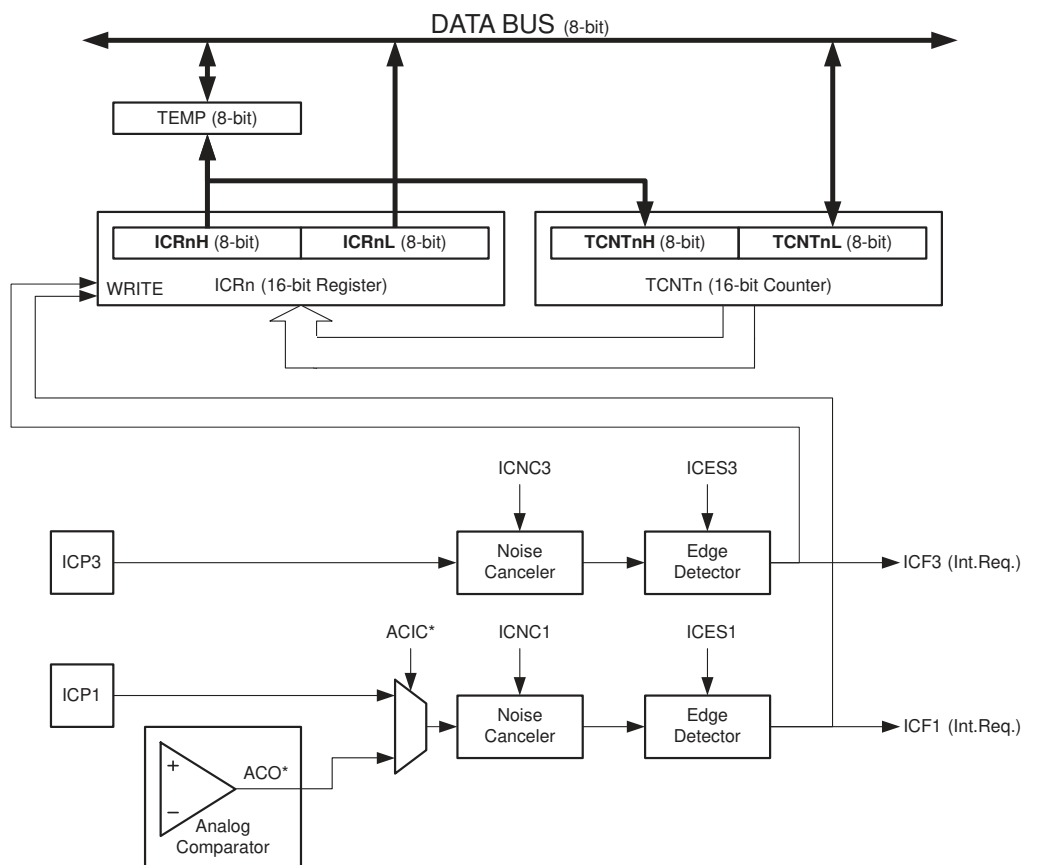 DATA BUS (8-bit)
TEMP (8-bit)
ICRnH (8-bit) ICRnL (8-bit)
TCNTnH (8-bit) TCNTnL (8-bit)
WRITE
ICRn (16-bit Register)
TCNTn (16-bit Counter)
ICNC3
ICES3
ICP3
Noise
Canceler
Edge
Detector
ICF3 (Int.Req.)
ACIC*
ICNC1
ICES1
ICP1
Noise
Canceler
Edge
Detector
ICF1 (Int.Req.)
+
ACO*
−
Analog
Comparator